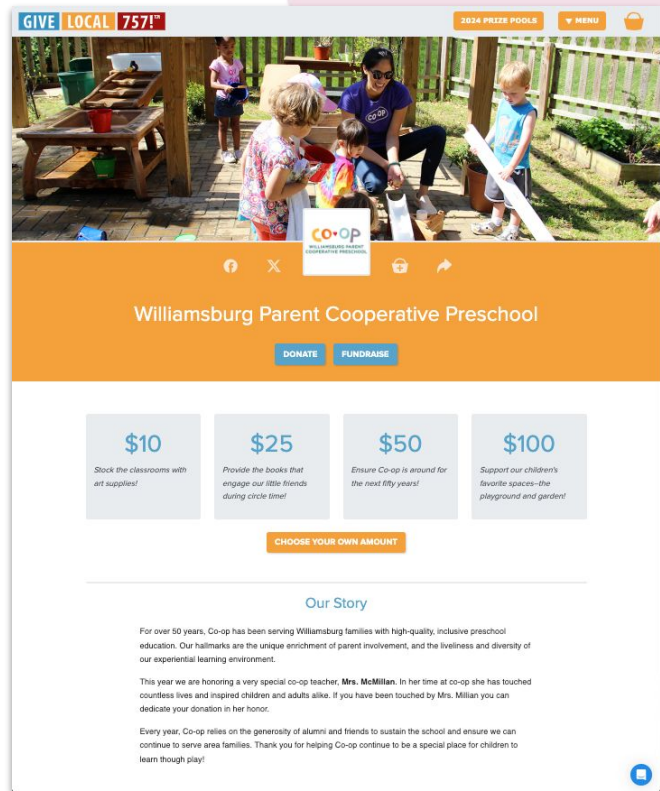 GIVE LOCAL 757!™
2024 PRIZE POOLS
▼ MENU
CO-OP
CO•OP
WILLIAMSBURG PARENT
COOPERATIVE PRESCHOOL
Williamsburg Parent Cooperative Preschool
DONATE
FUNDRAISE
$10
Stock the classrooms with
art supplies!
$25
Provide the books that
engage our little friends
during circle time!
$50
Ensure Co-op is around for
the next fifty years!
$100
Support our children's
favorite spaces–the
playground and garden!
CHOOSE YOUR OWN AMOUNT
Our Story
For over 50 years, Co-op has been serving Williamsburg families with high-quality, inclusive preschool
education. Our hallmarks are the unique enrichment of parent involvement, and the liveliness and diversity of
our experiential learning environment.
This year we are honoring a very special co-op teacher, Mrs. McMillan. In her time at co-op she has touched
countless lives and inspired children and adults alike. If you have been touched by Mrs. Millian you can
dedicate your donation in her honor.
Every year, Co-op relies on the generosity of alumni and friends to sustain the school and ensure we can
continue to serve area families. Thank you for helping Co-op continue to be a special place for children to
learn though play!